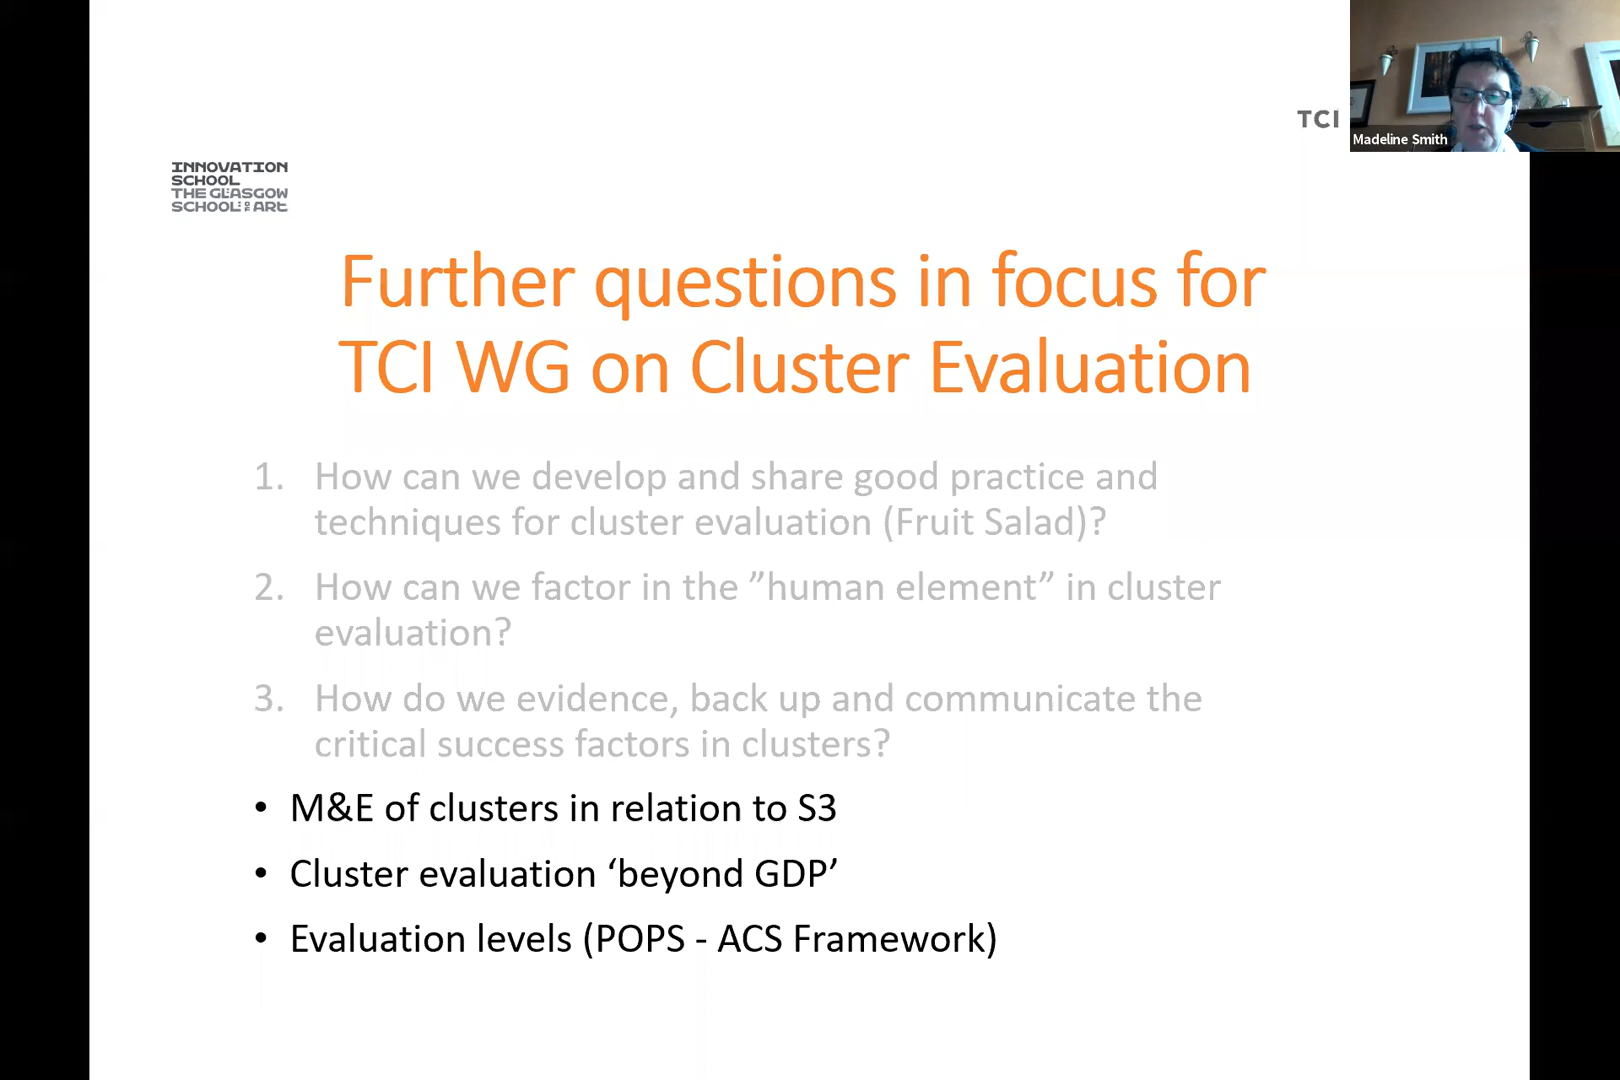 TCI
Madeline Smith
INNOVATION
SCHOOL
THE GLASGOW
SCHOOL OF ART
Further questions in focus for
TCI WG on Cluster Evaluation
1. How can we develop and share good practice and
techniques for cluster evaluation (Fruit Salad)?
2. How can we factor in the ”human element” in cluster
evaluation?
3. How do we evidence, back up and communicate the
critical success factors in clusters?
• M&E of clusters in relation to S3
• Cluster evaluation ‘beyond GDP’
• Evaluation levels (POPS - ACS Framework)